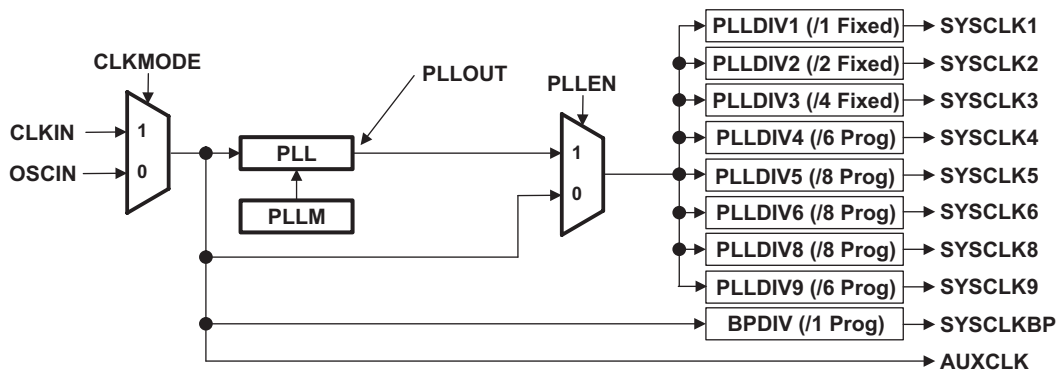 CLKMODE
CLKIN
OSCIN
1
0
PLL
PLLM
PLLOUT
PLLEN
1
0
PLLDIV1 (/1 Fixed)
SYSCLK1
PLLDIV2 (/2 Fixed)
SYSCLK2
PLLDIV3 (/4 Fixed)
SYSCLK3
PLLDIV4 (/6 Prog)
SYSCLK4
PLLDIV5 (/8 Prog)
SYSCLK5
PLLDIV6 (/8 Prog)
SYSCLK6
PLLDIV8 (/8 Prog)
SYSCLK8
PLLDIV9 (/6 Prog)
SYSCLK9
BPDIV (/1 Prog)
SYSCLKBP
AUXCLK